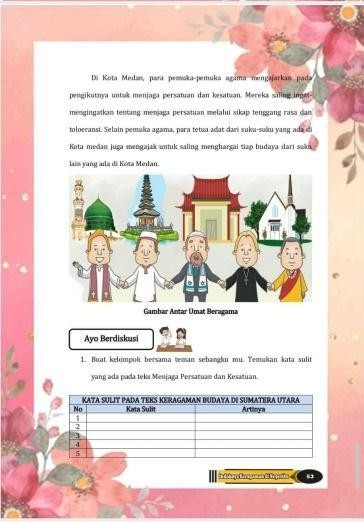 Di Kota Medan, para pemuka-pemuka agama mengajarkan pada
pengikutnya untuk menjaga persatuan dan kesatuan. Mereka saling ingat-
mengingatkan tentang menjaga persatuan melalui sikap tenggang rasa dan
toloeransi. Selain pemuka agama, para tetua adat dari suku-suku yang ada di
Kota medan juga mengajak untuk saling menghargai tiap budaya dari suku
lain yang ada di Kota Medan.
Gambar Antar Umat Beragama
Ayo Berdiskusi
1. Buat kelompok bersama teman sebangku mu. Temukan kata sulit
yang ada pada teks Menjaga Persatuan dan Kesatuan.
KATA SULIT PADA TEKS KERAGAMAN BUDAYA DI SUMATERA UTARA
No Kata Sulit Artinya
1
2
3
4
5
Indahnya Keragaman di Negeriku 53